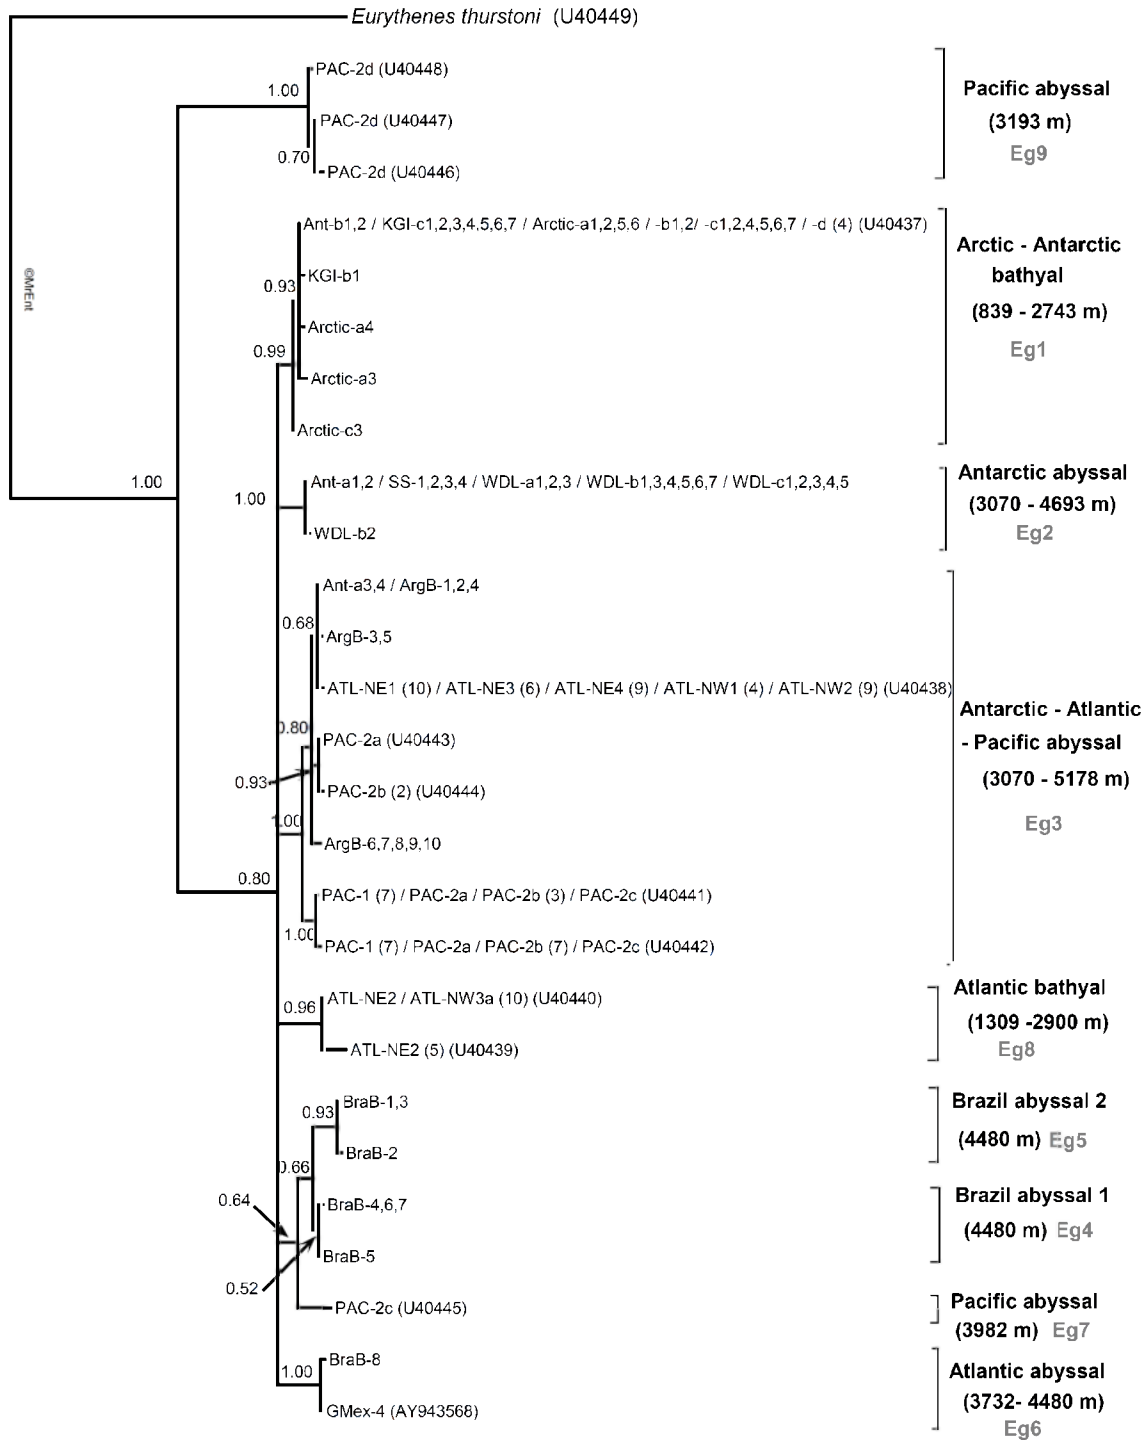 Eurythenes thurstoni (U40449)
PAC-2d (U40448)
1.00
Pacific abyssal
PAC-2d (U40447)
(3193 m)
0.70
Eg9
PAC-2d (U40446)
Ant-b1,2 / KGI-c1,2,3,4,5,6,7 / Arctic-a1,2,5.6 / -b1,2/ -c1,2,4,5,6,7 / -d (4) (U40437)
Arctic - Antarctic
bathyal
©MrEnt
KGI-b1
0.93
(839 - 2743 m)
Arctic-a4
0.99
Eg1
Arctic-a3
Arctic-c3
Antarctic abyssal
1.00
1.00
Ant-a1,2 / SS-1,2,3,4 / WDL-a1,2,3 / WDL-b1,3,4,5,6,7 / WDL-c1,2,3,4,5
(3070 - 4693 m)
WDL-b2
Eg2
Ant-a3,4 / ArgB-1,2,4
0.68
ArgB-3,5
ATL-NE1 (10) / ATL-NE3 (6) / ATL-NE4 (9) / ATL-NW1 (4) / ATL-NW2 (9) (U40438)
Antarctic - Atlantic
0.80
PAC-2a (U40443)
- Pacific abyssal
0.93
(3070 - 5178 m)
PAC-2b (2) (U40444)
1.00
Eg3
ArgB-6,7,8,9,10
0.80
PAC-1 (7) / PAC-2a / PAC-2b (3) / PAC-2c (U40441)
1.00
PAC-1 (7) / PAC-2a / PAC-2b (7) / PAC-2c (U40442)
Atlantic bathyal
0.96
ATL-NE2 / ATL-NW3a (10) (U40440)
(1309 -2900 m)
ATL-NE2 (5) (U40439)
Eg8
Brazil abyssal 2
0.93
BraB-1,3
(4480 m) Eg5
BraB-2
0.66
Brazil abyssal 1
0.64
BraB-4,6,7
(4480 m) Eg4
BraB-5
0.52
Pacific abyssal
PAC-2c (U40445)
(3982 m) Eg7
BraB-8
1.00
Atlantic abyssal
(3732- 4480 m)
GMex-4 (AY943568)
Eg6